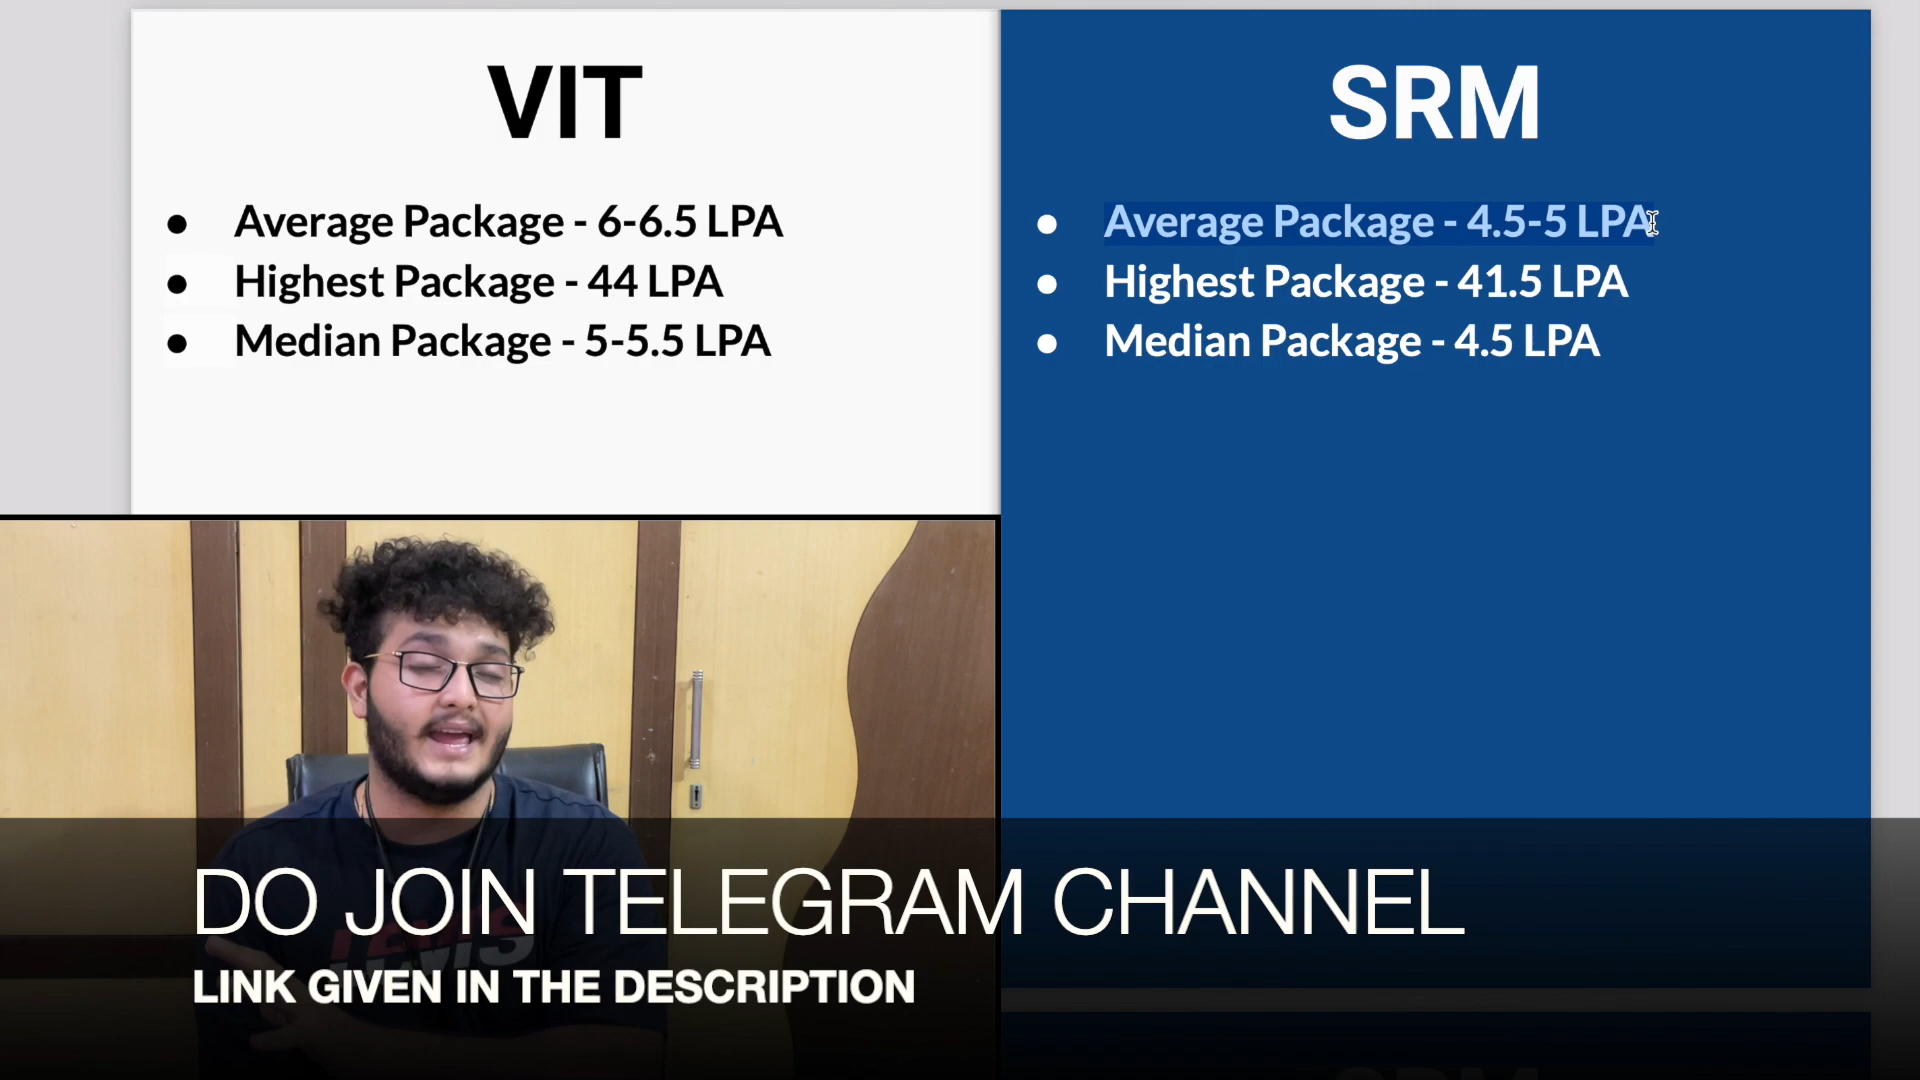 VIT
● Average Package - 6-6.5 LPA
● Highest Package - 44 LPA
● Median Package - 5-5.5 LPA
SRM
● Average Package - 4.5-5 LPA
● Highest Package - 41.5 LPA
● Median Package - 4.5 LPA
DO JOIN TELEGRAM CHANNEL
LINK GIVEN IN THE DESCRIPTION
SRM